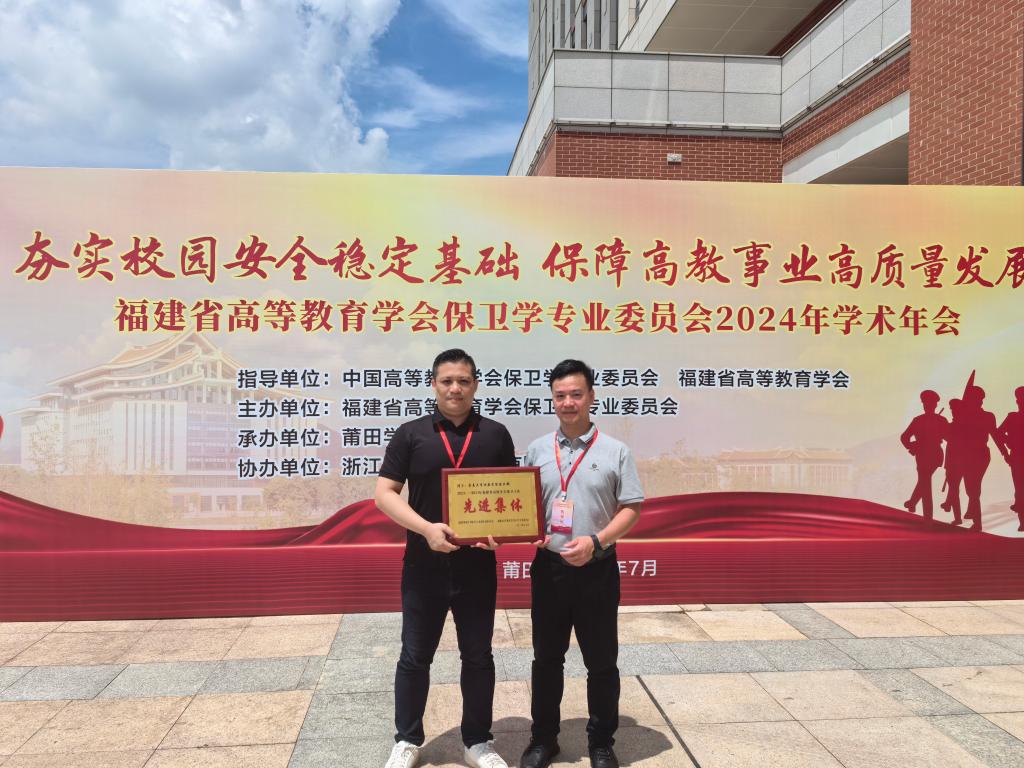 夯实校园安全稳定基础 保障高教事业高质量发展
福建省高等教育学会保卫学专业委员会2024年学术年会
指导单位：中国高等教 学会保卫学 业委员会 福建省高等教育学会
主办单位：福建省高等 育学会保卫 专业委员会
承办单位：莆田学
协办单位：浙江
先进集体
莆田 年7月